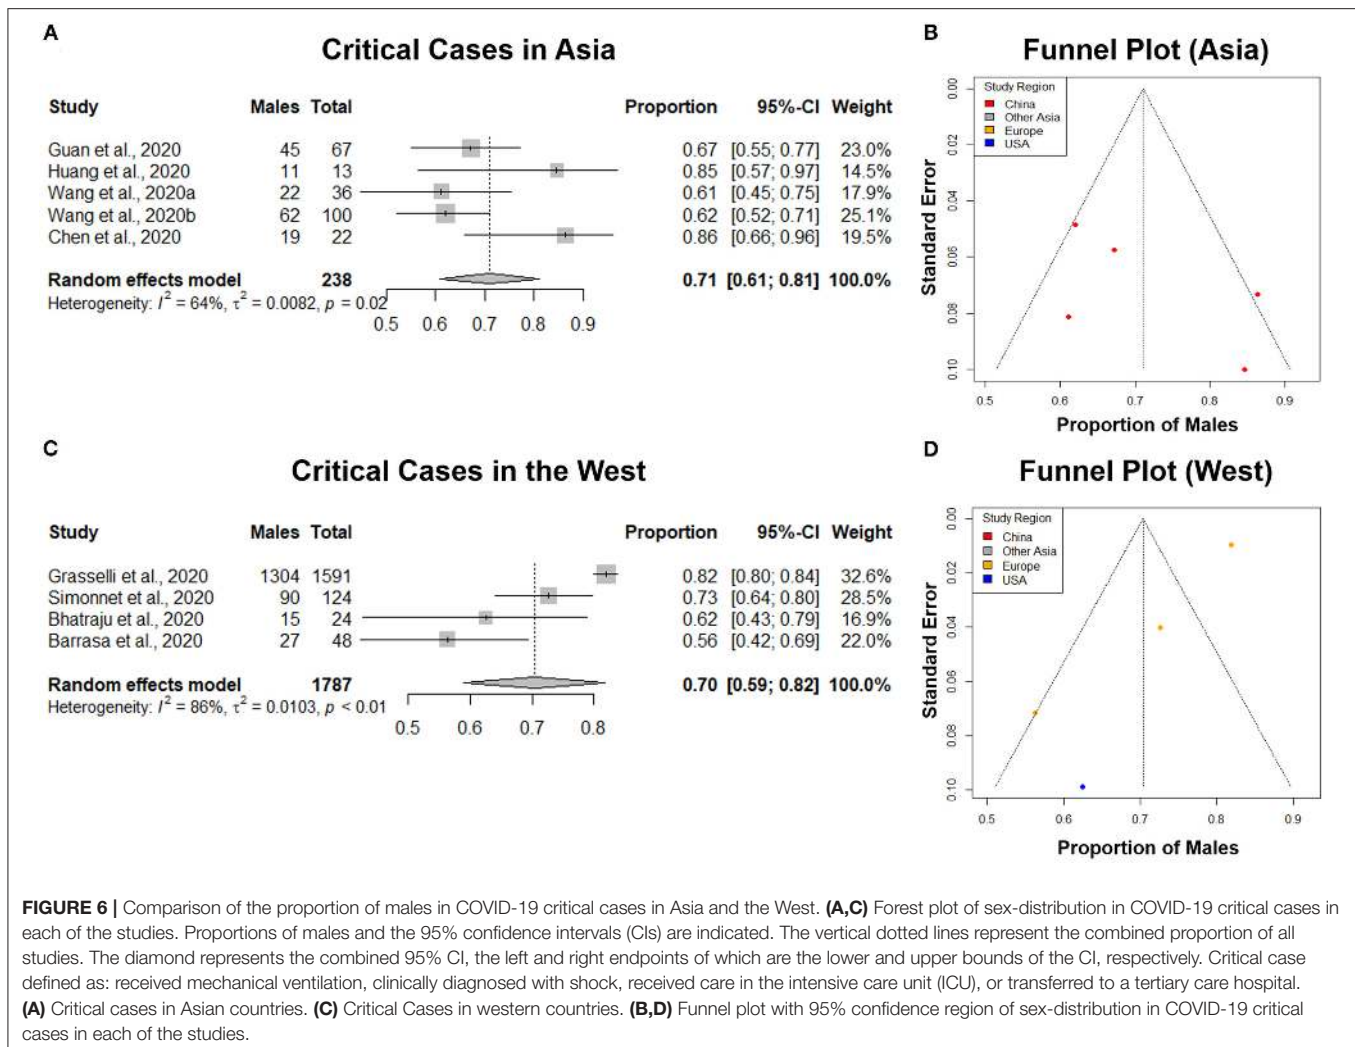 A
Critical Cases in Asia
Study Males Total Proportion 95%-CI Weight
Guan et al., 2020 45 67 0.67 [0.55; 0.77] 23.0%
Huang et al., 2020 11 13 0.85 [0.57; 0.97] 14.5%
Wang et al., 2020a 22 36 0.61 [0.45; 0.75] 17.9%
Wang et al., 2020b 62 100 0.62 [0.52; 0.71] 25.1%
Chen et al., 2020 19 22 0.86 [0.66; 0.96] 19.5%
Random effects model 238 0.71 [0.61; 0.81] 100.0%
Heterogeneity: I² = 64%, τ² = 0.0082, p = 0.02
0.5 0.6 0.7 0.8 0.9
B
Funnel Plot (Asia)
Study Region
China
Other Asia
Europe
USA
Standard Error
0.00
0.02
0.04
0.06
0.08
0.10
0.5 0.6 0.7 0.8 0.9
Proportion of Males
C
Critical Cases in the West
Study Males Total Proportion 95%-CI Weight
Grasselli et al., 2020 1304 1591 0.82 [0.80; 0.84] 32.6%
Simonnet et al., 2020 90 124 0.73 [0.64; 0.80] 28.5%
Bhatraju et al., 2020 15 24 0.62 [0.43; 0.79] 16.9%
Barrasa et al., 2020 27 48 0.56 [0.42; 0.69] 22.0%
Random effects model 1787 0.70 [0.59; 0.82] 100.0%
Heterogeneity: I² = 86%, τ² = 0.0103, p < 0.01
0.5 0.6 0.7 0.8
D
Funnel Plot (West)
Study Region
China
Other Asia
Europe
USA
Standard Error
0.00
0.02
0.04
0.06
0.08
0.10
0.5 0.6 0.7 0.8 0.9
Proportion of Males
FIGURE 6 | Comparison of the proportion of males in COVID-19 critical cases in Asia and the West. (A,C) Forest plot of sex-distribution in COVID-19 critical cases in
each of the studies. Proportions of males and the 95% confidence intervals (CIs) are indicated. The vertical dotted lines represent the combined proportion of all
studies. The diamond represents the combined 95% CI, the left and right endpoints of which are the lower and upper bounds of the CI, respectively. Critical case
defined as: received mechanical ventilation, clinically diagnosed with shock, received care in the intensive care unit (ICU), or transferred to a tertiary care hospital.
(A) Critical cases in Asian countries. (C) Critical Cases in western countries. (B,D) Funnel plot with 95% confidence region of sex-distribution in COVID-19 critical
cases in each of the studies.